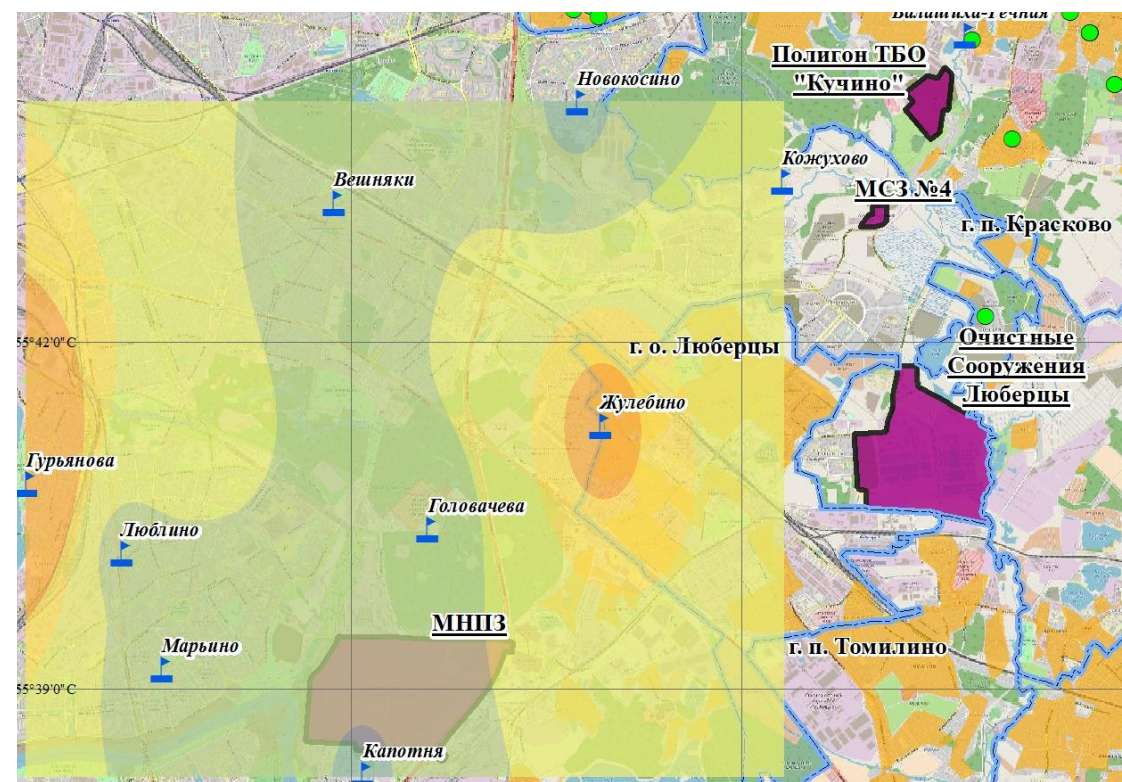 Балашиха-Речная
Полигон ТБО
"Кучино"
Новокосино
Кожухово
Вешняки
МСЗ №4
г. п. Красково
55°42'0"С
г. о. Люберцы
Очистные
Сооружения
Люберцы
Жулебино
Гурьянова
Головачева
Люблино
МНПЗ
Марьино
г. п. Томилино
55°39'0"С
Капотня